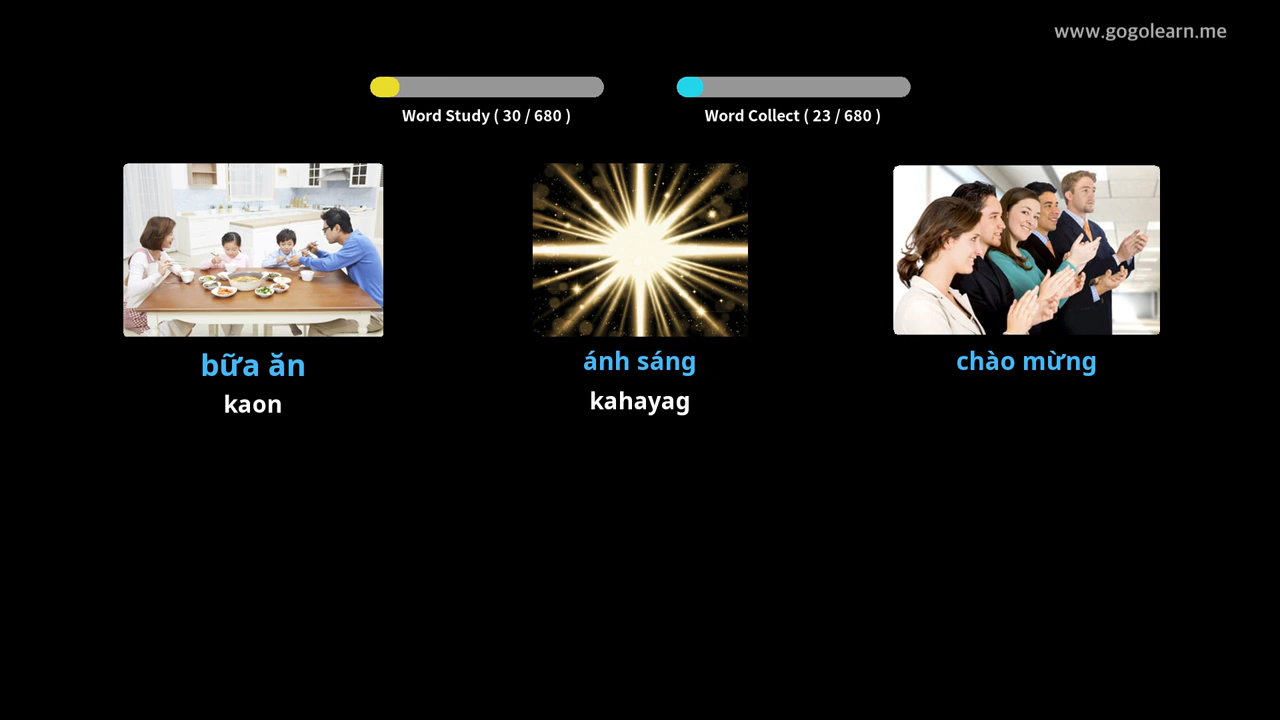 www.gogolearn.me
Word Study ( 30 / 680 )
Word Collect ( 23 / 680 )
bữa ăn
kaon
ánh sáng
kahayag
chào mừng